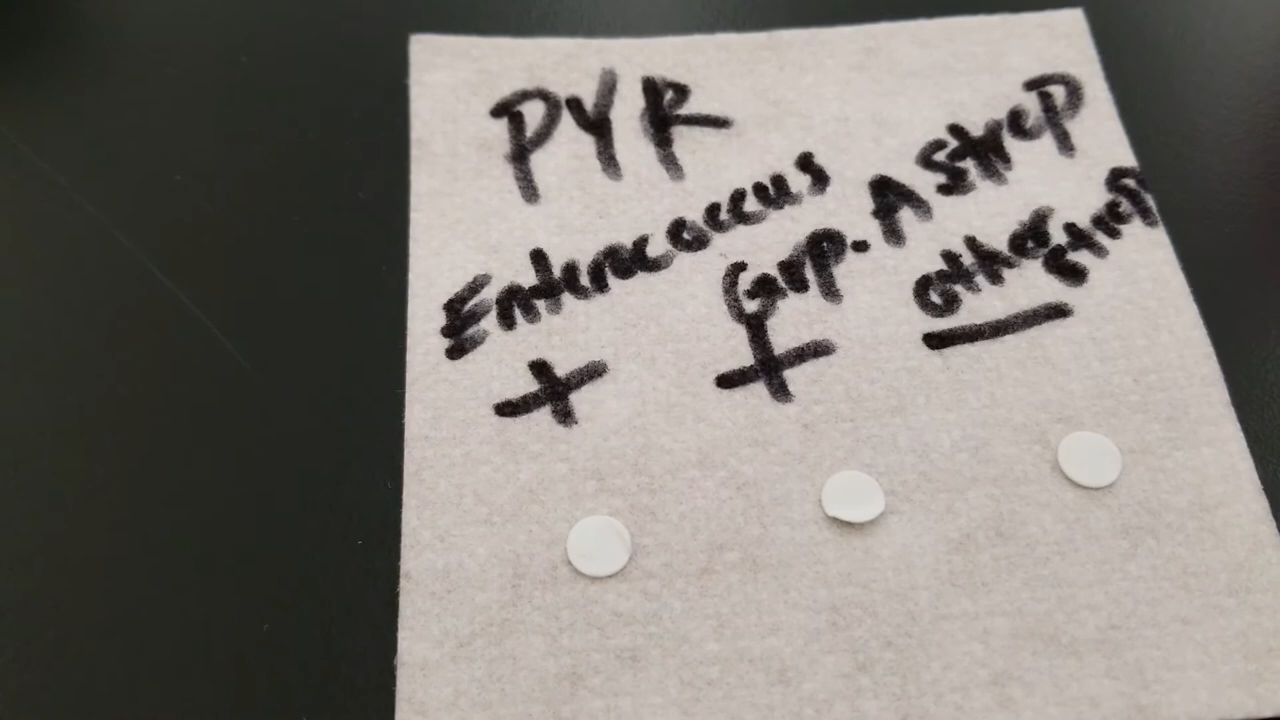 PYR
Enterococcus Grp. A Strep other strep
+ + -